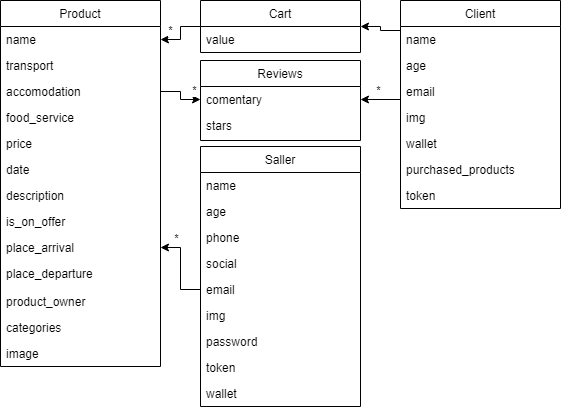 Product
name
transport
accomodation
food_service
price
date
description
is_on_offer
place_arrival
place_departure
product_owner
categories
image
*
Cart
value
*
Reviews
comentary
stars
*
Saller
name
age
phone
social
email
img
password
token
wallet
*
Client
name
age
email
img
wallet
purchased_products
token